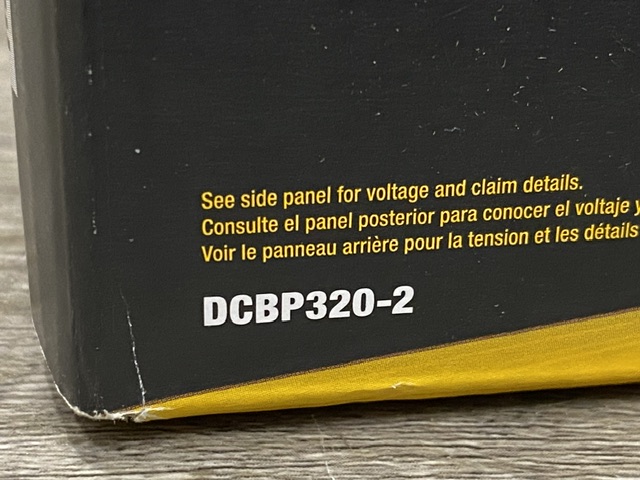 See side panel for voltage and claim details.
Consulte el panel posterior para conocer el voltaje y
Voir le panneau arrière pour la tension et les détails
DCBP320-2